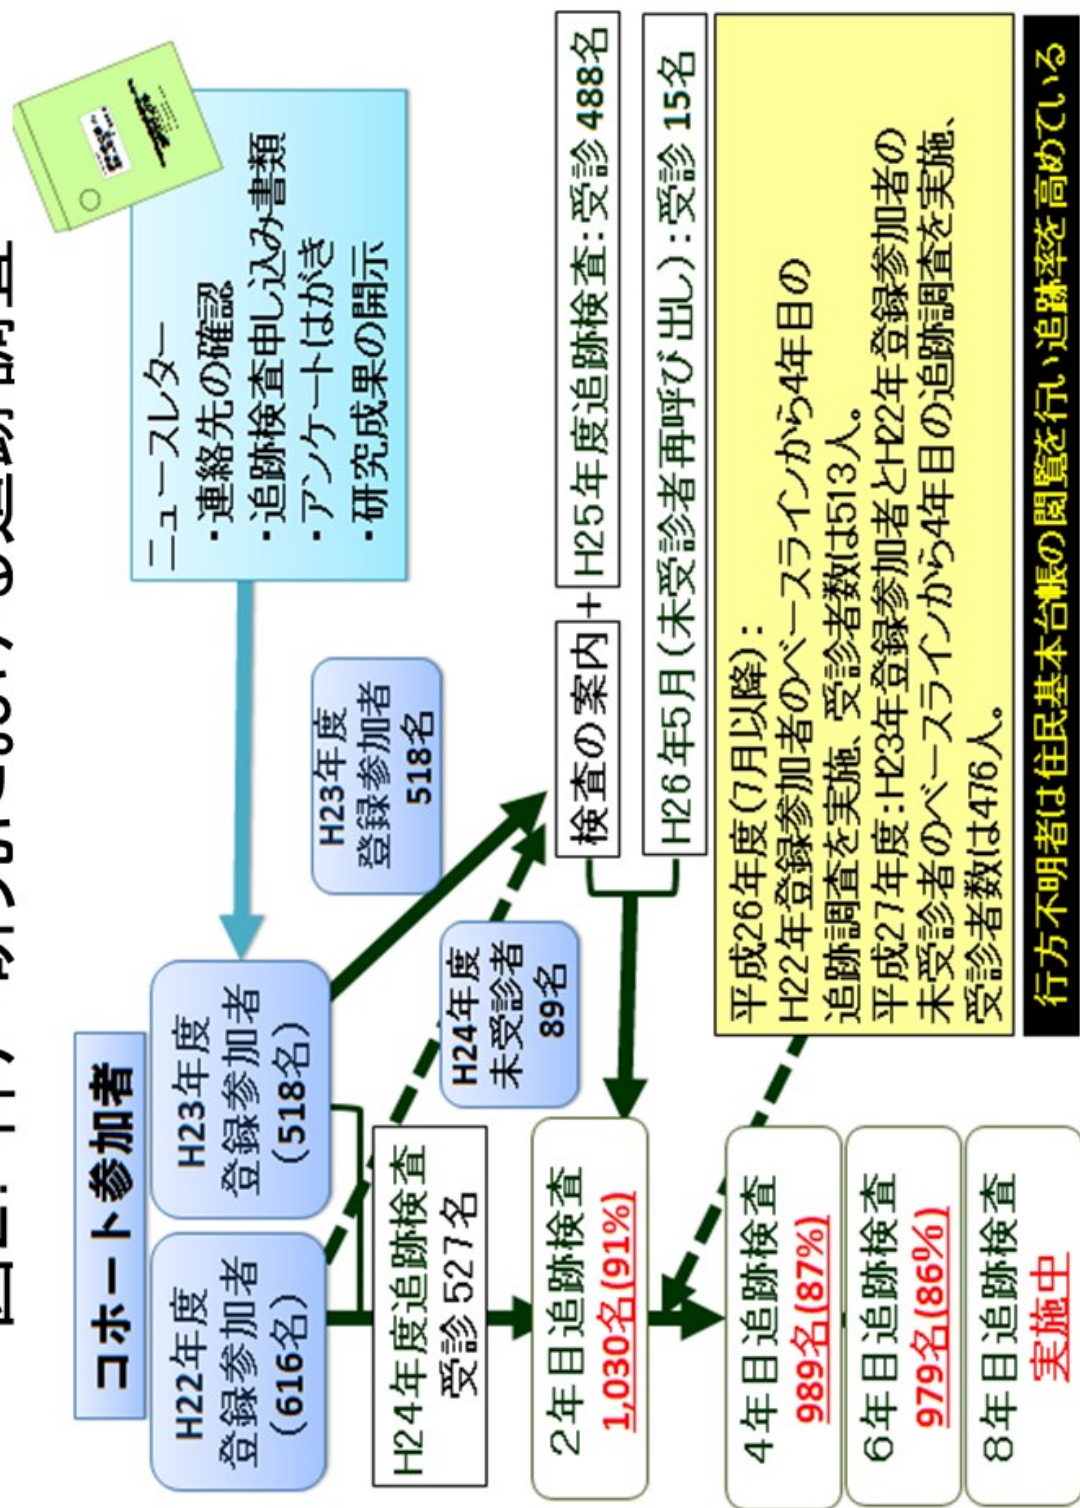 コホート参加者
H22年度
登録参加者
(616名)
H23年度
登録参加者
(518名)
ニュースレター
・連絡先の確認
・追跡検査申し込み書類
・アンケートはがき
・研究成果の開示
H23年度
登録参加者
518名
H24年度
未受診者
89名
H24年度追跡検査
受診527名
検査の案内
+
H25年度追跡検査：受診488名
H26年5月(未受診者再呼び出し)：受診15名
2年目追跡検査
1,030名(91%)
平成26年度(7月以降)：
H22年登録参加者のベースラインから4年目の
追跡調査を実施、受診者数は513人。
平成27年度：H23年登録参加者とH22年登録参加者の
未受診者のベースラインから4年目の追跡調査を実施、
受診者数は476人。
4年目追跡検査
989名(87%)
6年目追跡検査
979名(86%)
8年目追跡検査
実施中
行方不明者は住民基本台帳の閲覧を行い追跡率を高めている